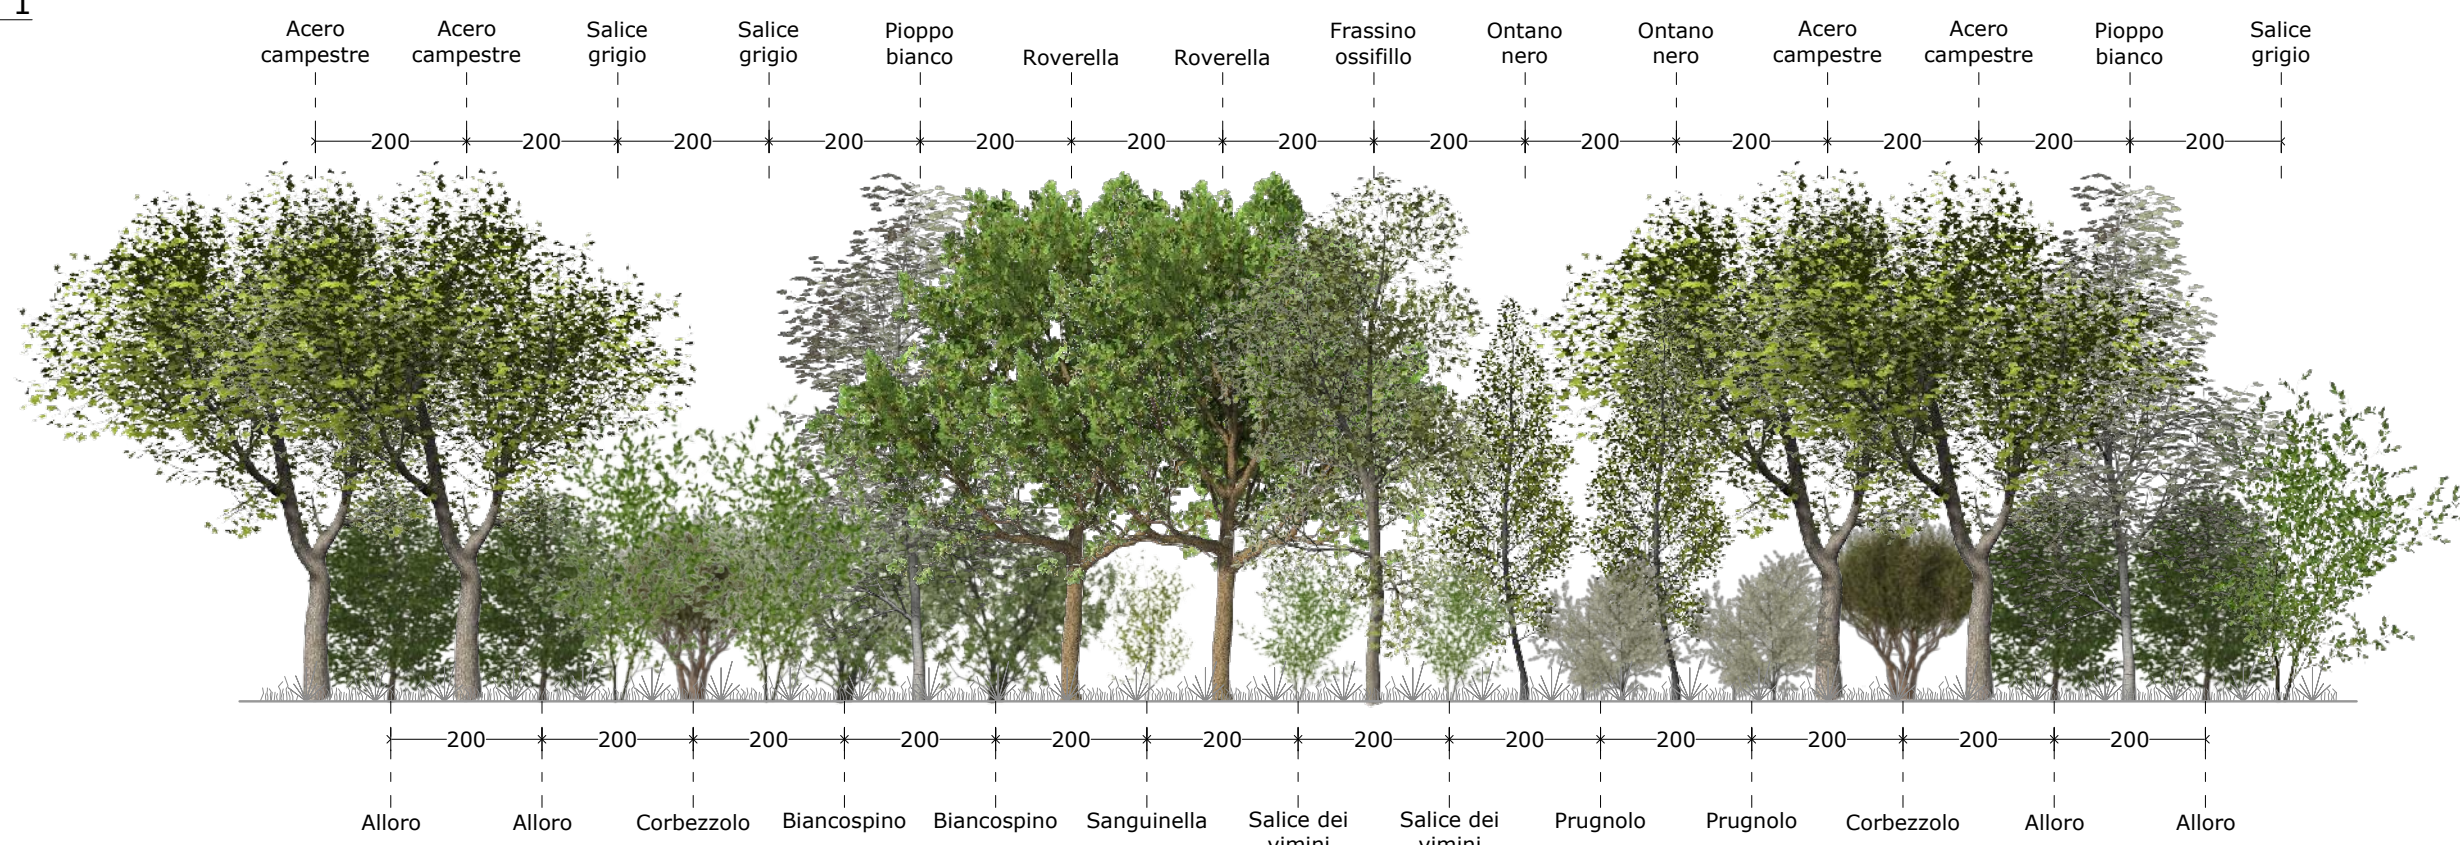 1
Acero campestre
Acero campestre
Salice grigio
Salice grigio
Pioppo bianco
Roverella
Roverella
Frassino ossifillo
Ontano nero
Ontano nero
Acero campestre
Acero campestre
Pioppo bianco
Salice grigio
200 200 200 200 200 200 200 200 200 200 200 200 200
200 200 200 200 200 200 200 200 200 200 200 200
Alloro
Alloro
Corbezzolo
Biancospino
Biancospino
Sanguinella
Salice dei vimini
Salice dei vimini
Prugnolo
Prugnolo
Corbezzolo
Alloro
Alloro